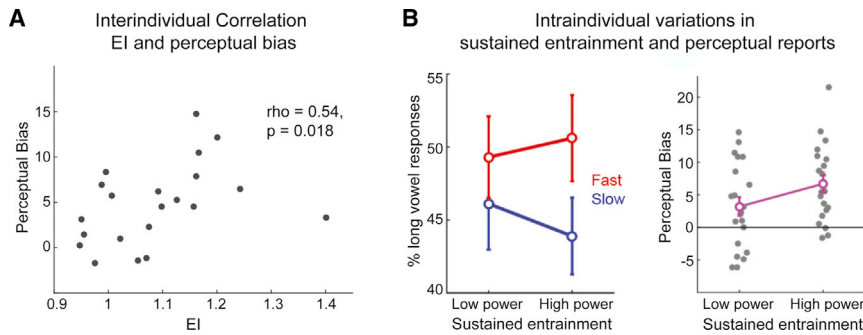 A
Interindividual Correlation
EI and perceptual bias
rho = 0.54,
p = 0.018
Perceptual Bias
15
10
5
0
0.9
1
1.1
1.2
1.3
1.4
EI
B
Intraindividual variations in
sustained entrainment and perceptual reports
% long vowel responses
55
50
45
40
Fast
Slow
Low power
High power
Sustained entrainment
Perceptual Bias
20
15
10
5
0
-5
Low power
High power
Sustained entrainment